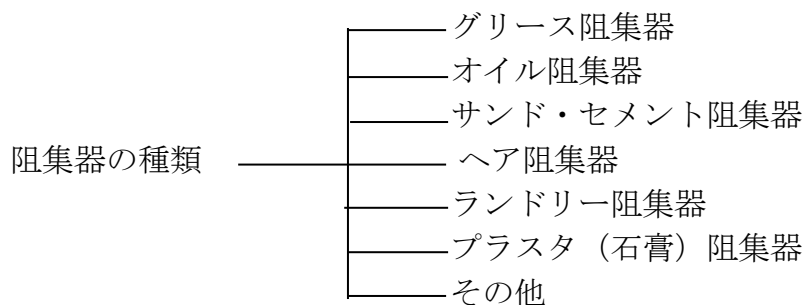 グリース阻集器
オイル阻集器
サンド・セメント阻集器
阻集器の種類
ヘア阻集器
ランドリー阻集器
プラスタ（石膏）阻集器
その他